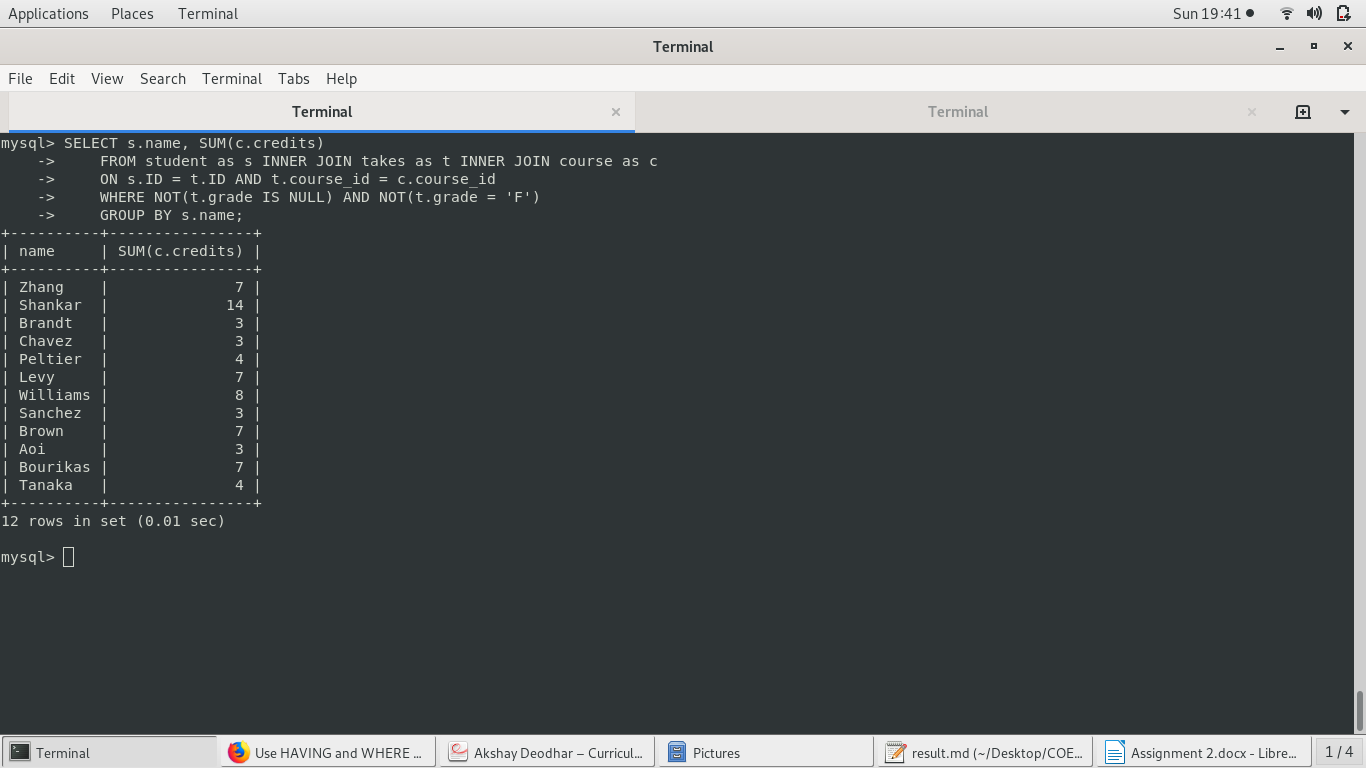 Applications Places Terminal Sun 19:41
Terminal
File Edit View Search Terminal Tabs Help
Terminal × Terminal ×
mysql> SELECT s.name, SUM(c.credits)
    ->     FROM student as s INNER JOIN takes as t INNER JOIN course as c
    ->     ON s.ID = t.ID AND t.course_id = c.course_id
    ->     WHERE NOT(t.grade IS NULL) AND NOT(t.grade = 'F')
    ->     GROUP BY s.name;
+----------+----------------+
| name     | SUM(c.credits) |
+----------+----------------+
| Zhang    |              7 |
| Shankar  |             14 |
| Brandt   |              3 |
| Chavez   |              3 |
| Peltier  |              4 |
| Levy     |              7 |
| Williams |              8 |
| Sanchez  |              3 |
| Brown    |              7 |
| Aoi      |              3 |
| Bourikas |              7 |
| Tanaka   |              4 |
+----------+----------------+
12 rows in set (0.01 sec)
mysql>
Terminal Use HAVING and WHERE ... Akshay Deodhar – Curricul... Pictures result.md (~/Desktop/COE... Assignment 2.docx - Libre... 1 / 4